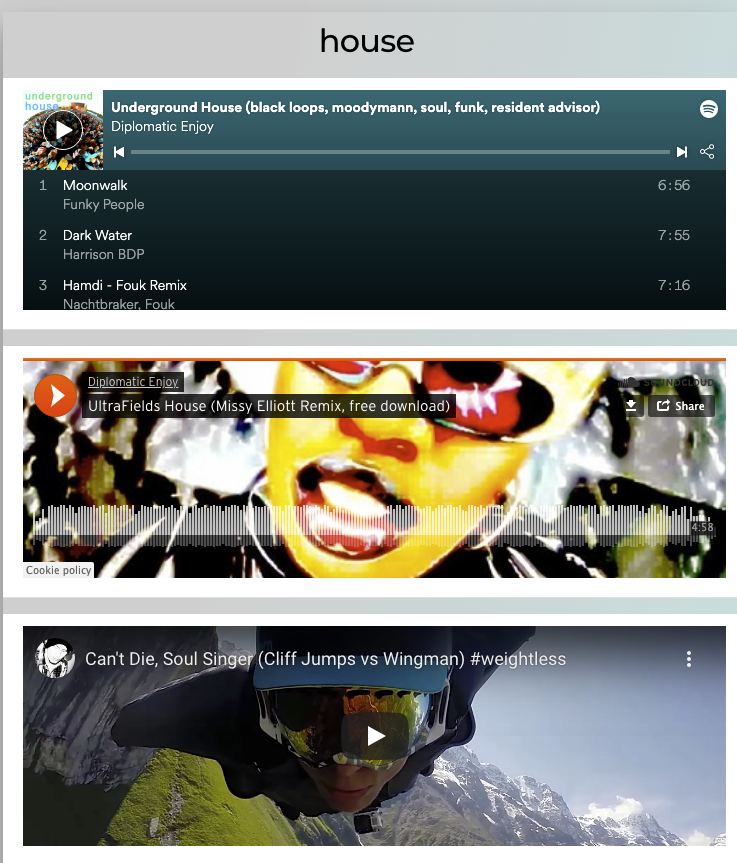 house
underground
house
Underground House (black loops, moodymann, soul, funk, resident advisor)
Diplomatic Enjoy
1 Moonwalk 6:56
Funky People
2 Dark Water 7:55
Harrison BDP
3 Hamdi - Fouk Remix 7:16
Nachtbraker, Fouk
Diplomatic Enjoy
SOUNDCLOUD
UltraFields House (Missy Elliott Remix, free download)
Share
4:58
Cookie policy
Can't Die, Soul Singer (Cliff Jumps vs Wingman) #weightless